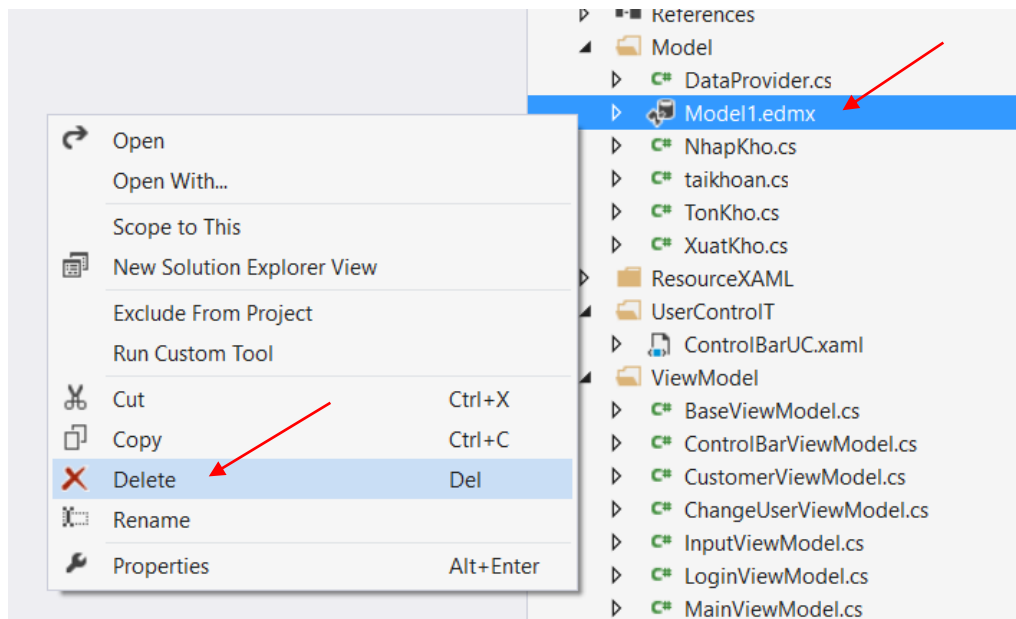 Open
Open With...
Scope to This
New Solution Explorer View
Exclude From Project
Run Custom Tool
Cut Ctrl+X
Copy Ctrl+C
Delete Del
Rename
Properties Alt+Enter
References
Model
C# DataProvider.cs
Model1.edmx
C# NhapKho.cs
C# taikhoan.cs
C# TonKho.cs
C# XuatKho.cs
ResourceXAML
UserControlT
ControlBarUC.xaml
ViewModel
C# BaseViewModel.cs
C# ControlBarViewModel.cs
C# CustomerViewModel.cs
C# ChangeUserViewModel.cs
C# InputViewModel.cs
C# LoginViewModel.cs
C# MainViewModel.cs